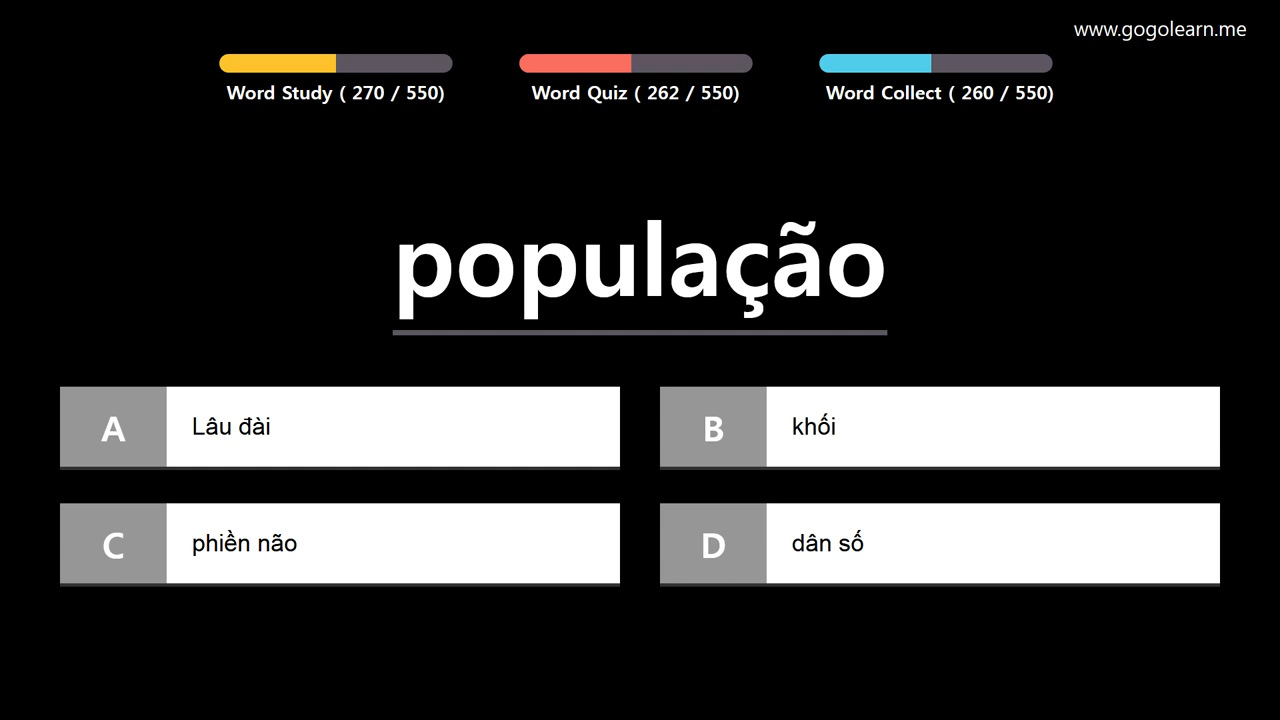 www.gogolearn.me
Word Study ( 270 / 550)
Word Quiz ( 262 / 550)
Word Collect ( 260 / 550)
população
A
Lâu đài
B
khối
C
phiền não
D
dân số